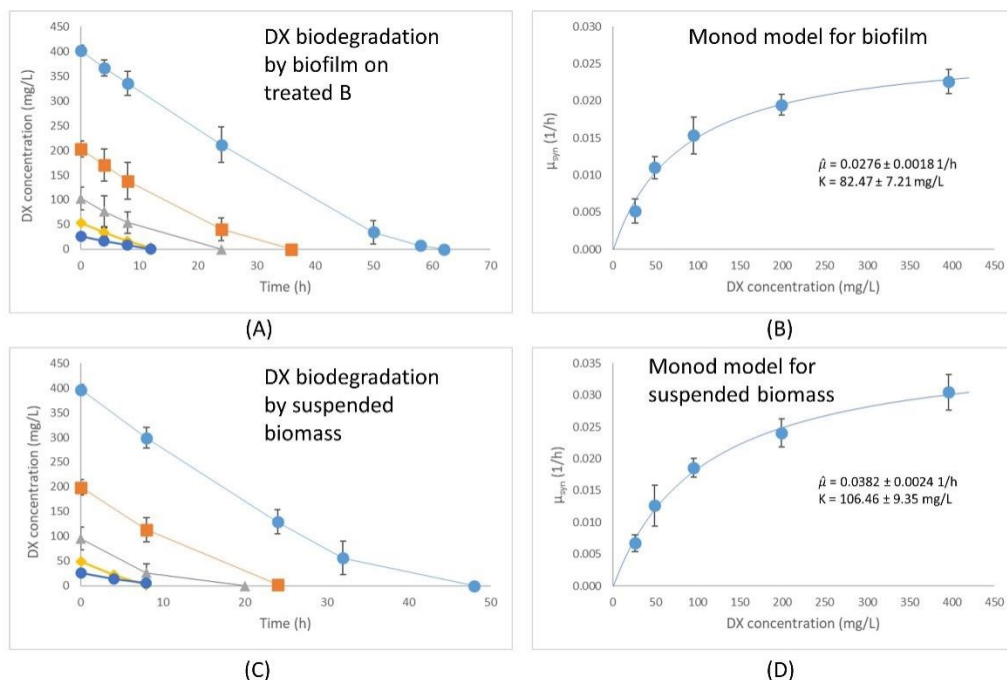 DX biodegradation
by biofilm on
treated B
DX concentration (mg/L)
450
400
350
300
250
200
150
100
50
0
0 10 20 30 40 50 60 70
Time (h)
(A)
Monod model for biofilm
μsyn (1/h)
0.030
0.025
0.020
0.015
0.010
0.005
0.000
μ̂ = 0.0276 ± 0.0018 1/h
K = 82.47 ± 7.21 mg/L
0 50 100 150 200 250 300 350 400 450
DX concentration (mg/L)
(B)
DX biodegradation
by suspended
biomass
DX concentration (mg/L)
450
400
350
300
250
200
150
100
50
0
0 10 20 30 40 50
Time (h)
(C)
Monod model for
suspended biomass
μsyn (1/h)
0.035
0.030
0.025
0.020
0.015
0.010
0.005
0.000
μ̂ = 0.0382 ± 0.0024 1/h
K = 106.46 ± 9.35 mg/L
0 50 100 150 200 250 300 350 400 450
DX concentration (mg/L)
(D)